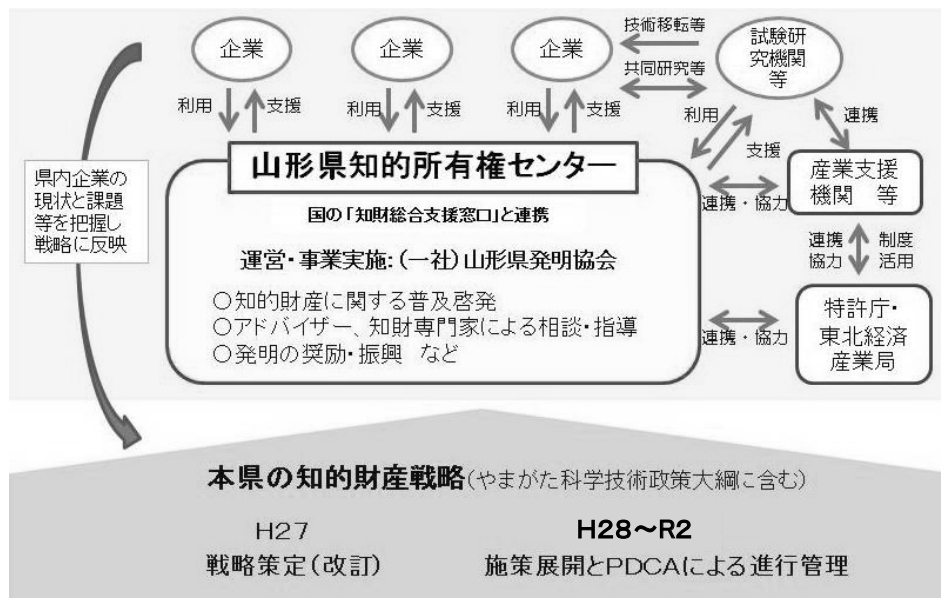 企業
企業
企業
技術移転等
共同研究等
試験研
究機関
等
利用
支援
利用
支援
利用
支援
利用
支援
連携
県内企業の
現状と課題
等を把握し
戦略に反映
山形県知的所有権センター
国の「知財総合支援窓口」と連携
運営・事業実施:(一社)山形県発明協会
○知的財産に関する普及啓発
○アドバイザー、知財専門家による相談・指導
○発明の奨励・振興 など
連携・協力
産業支援
機関 等
連携
協力
制度
活用
連携・協力
特許庁・
東北経済
産業局
本県の知的財産戦略(やまがた科学技術政策大綱に含む)
H27
戦略策定(改訂)
H28～R2
施策展開とPDCAによる進行管理